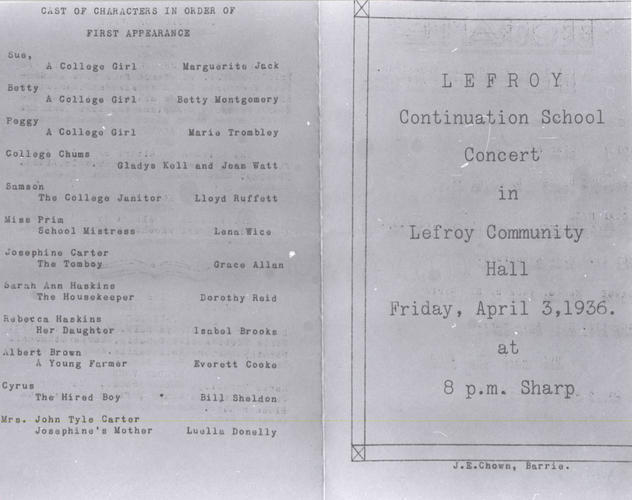 CAST OF CHARACTERS IN ORDER OF
FIRST APPEARANCE
Sue,
A College Girl Marguerite Jack
Betty
A College Girl Betty Montgomery
Peggy
A College Girl Marie Trombley
College Chums
Gladys Kell and Jean Watt
Samson
The College Janitor Lloyd Ruffett
Miss Prim
School Mistress Lena Wice
Josephine Carter
The Tomboy Grace Allan
Sarah Ann Haskins
The Housekeeper Dorothy Reid
Rebecca Haskins
Her Daughter Isabel Brooks
Albert Brown
A Young Farmer Everett Cooke
Cyrus
The Hired Boy Bill Sheldon
Mrs. John Tyle Carter
Josephine's Mother Luella Donelly
LEFROY
Continuation School
Concert
in
Lefroy Community
Hall
Friday, April 3,1936.
at
8 p.m. Sharp
J.E.Chown, Barrie.